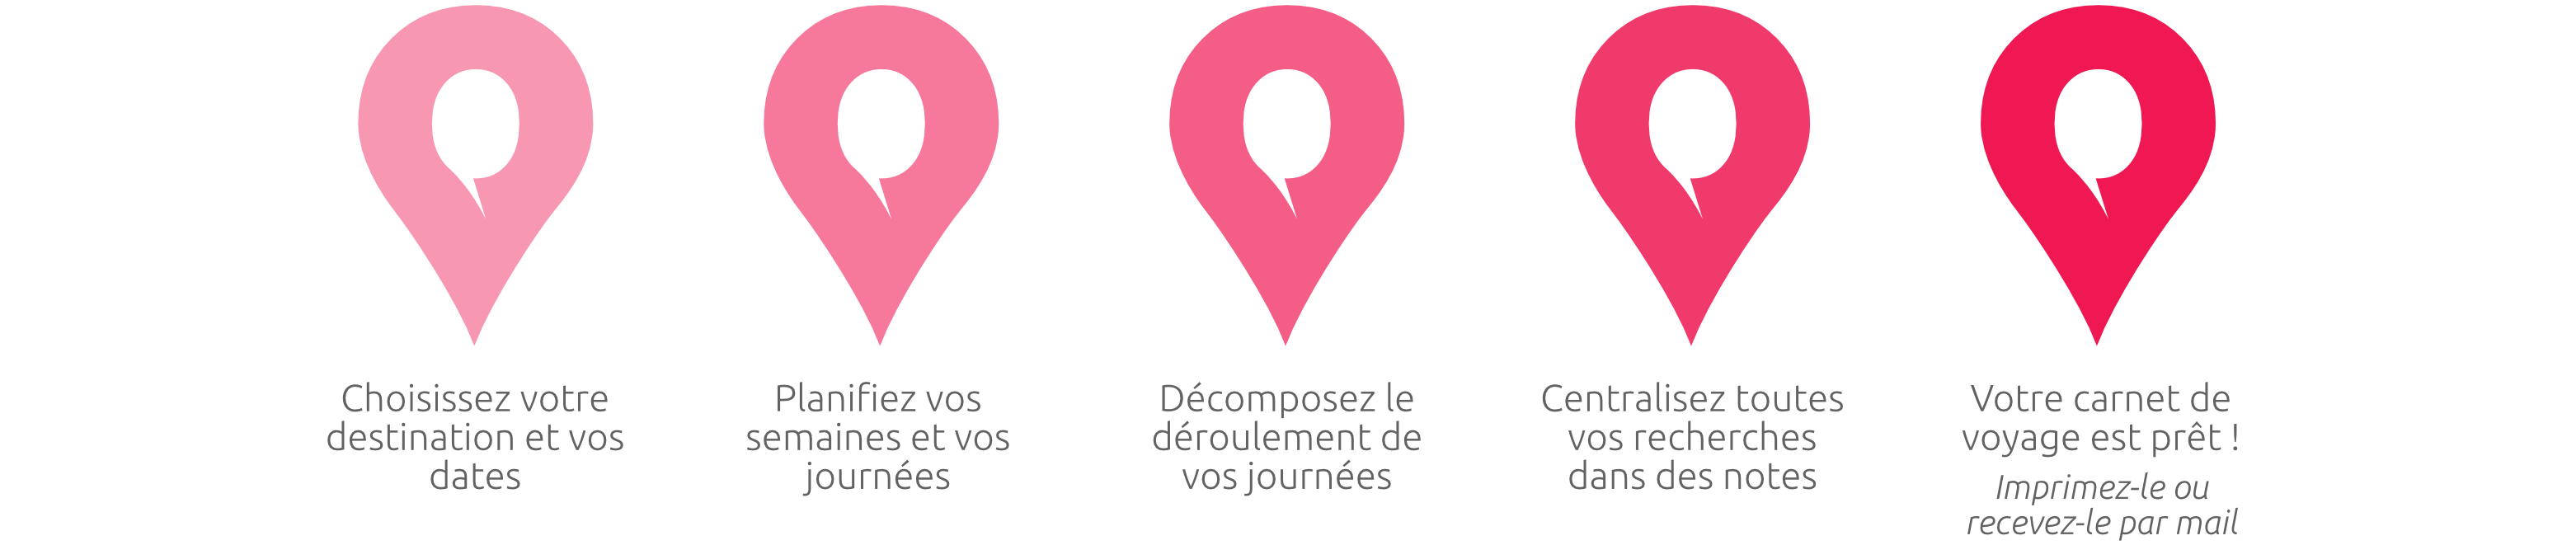 Choisissez votre
destination et vos
dates
Planifiez vos
semaines et vos
journées
Décomposez le
déroulement de
vos journées
Centralisez toutes
vos recherches
dans des notes
Votre carnet de
voyage est prêt !
Imprimez-le ou
recevez-le par mail